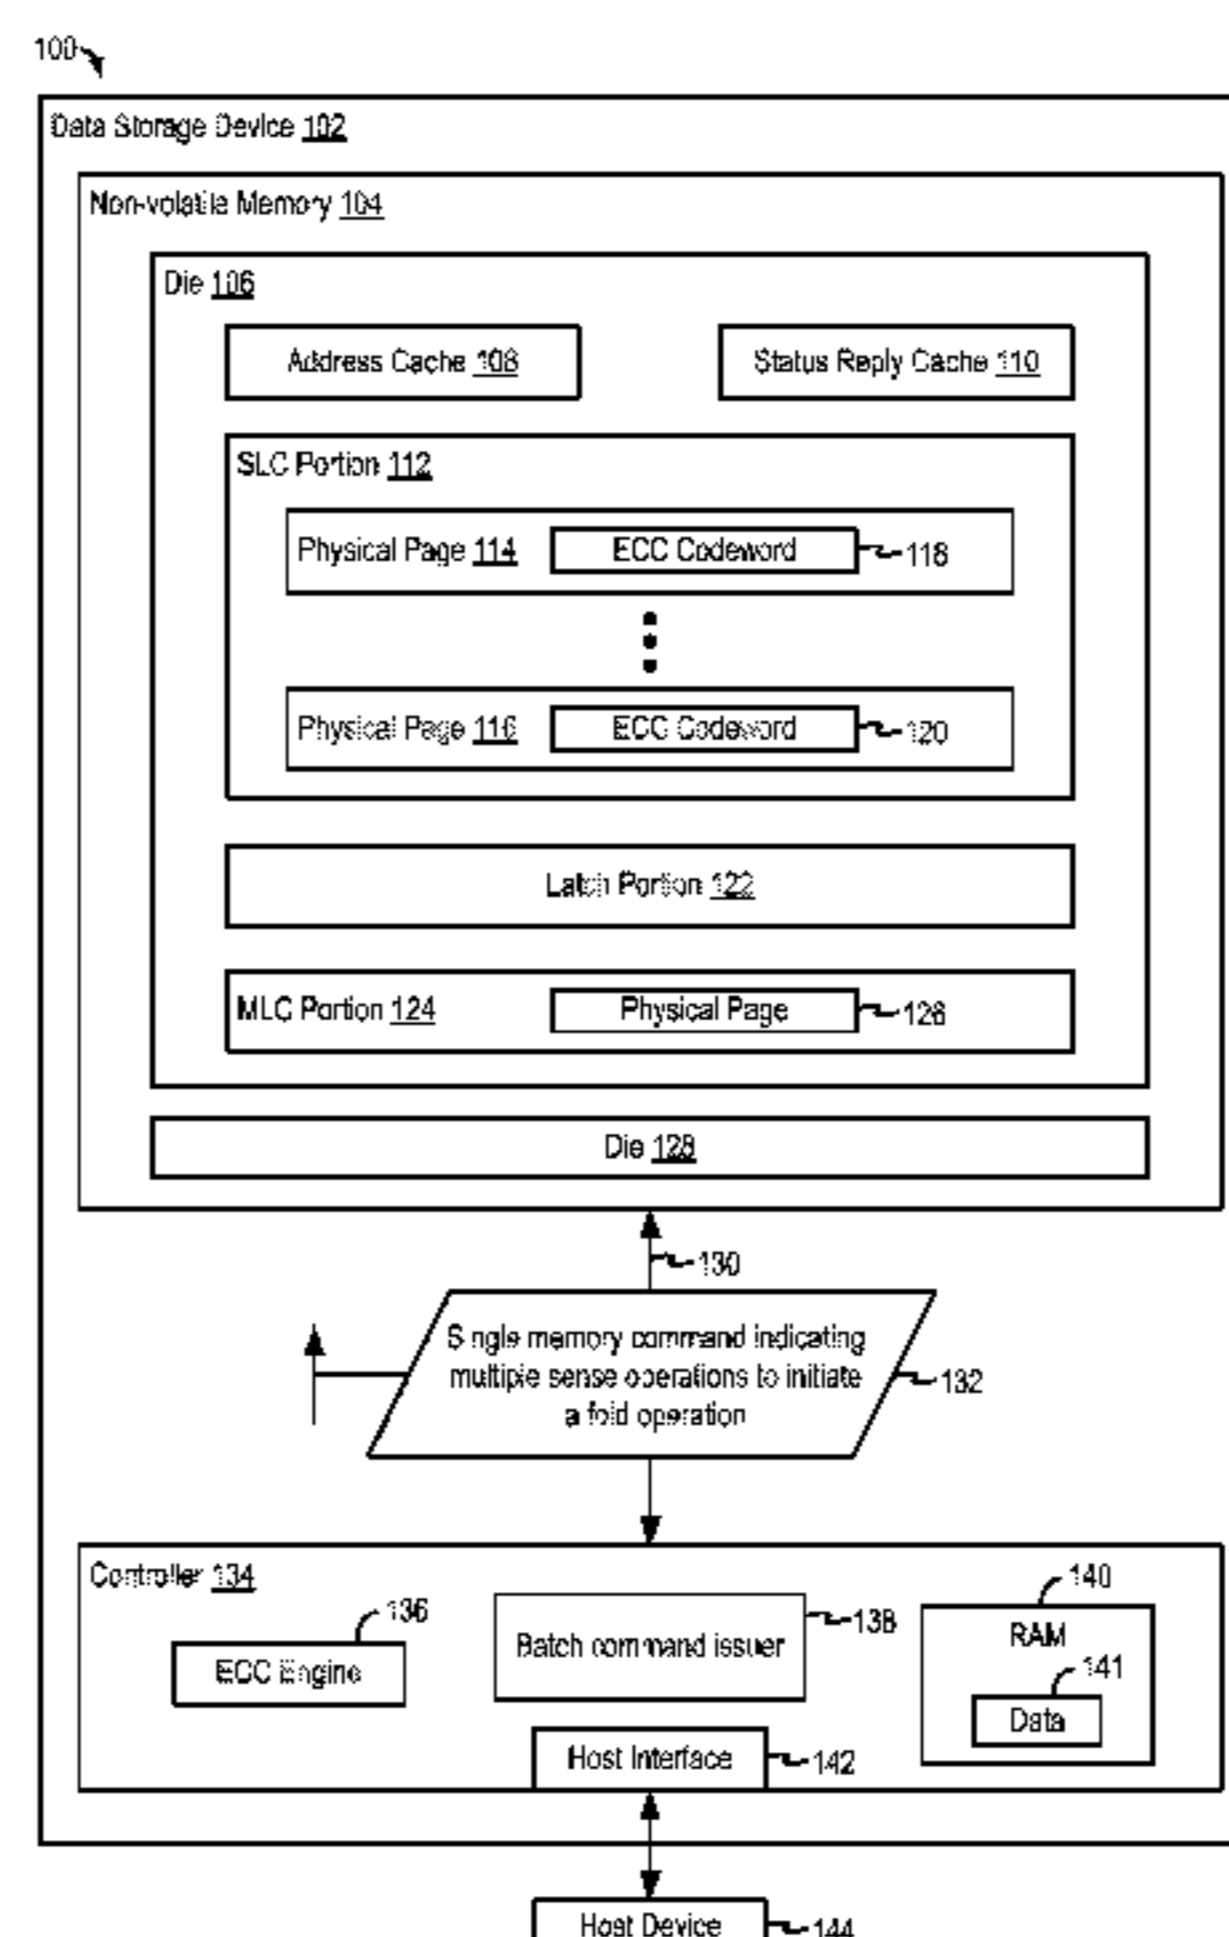 100
Data Storage Device 102
Non-volatile Memory 104
Die 106
Address Cache 108
Status Reply Cache 110
SLC Portion 112
Physical Page 114
ECC Codeword
118
Physical Page 116
ECC Codeword
120
Latch Portion 122
MLC Portion 124
Physical Page
126
Die 128
130
Single memory command indicating
multiple sense operations to initiate
a fold operation
132
Controller 134
136
ECC Engine
Batch command issuer
138
140
RAM
141
Data
Host Interface
142
Host Device
144